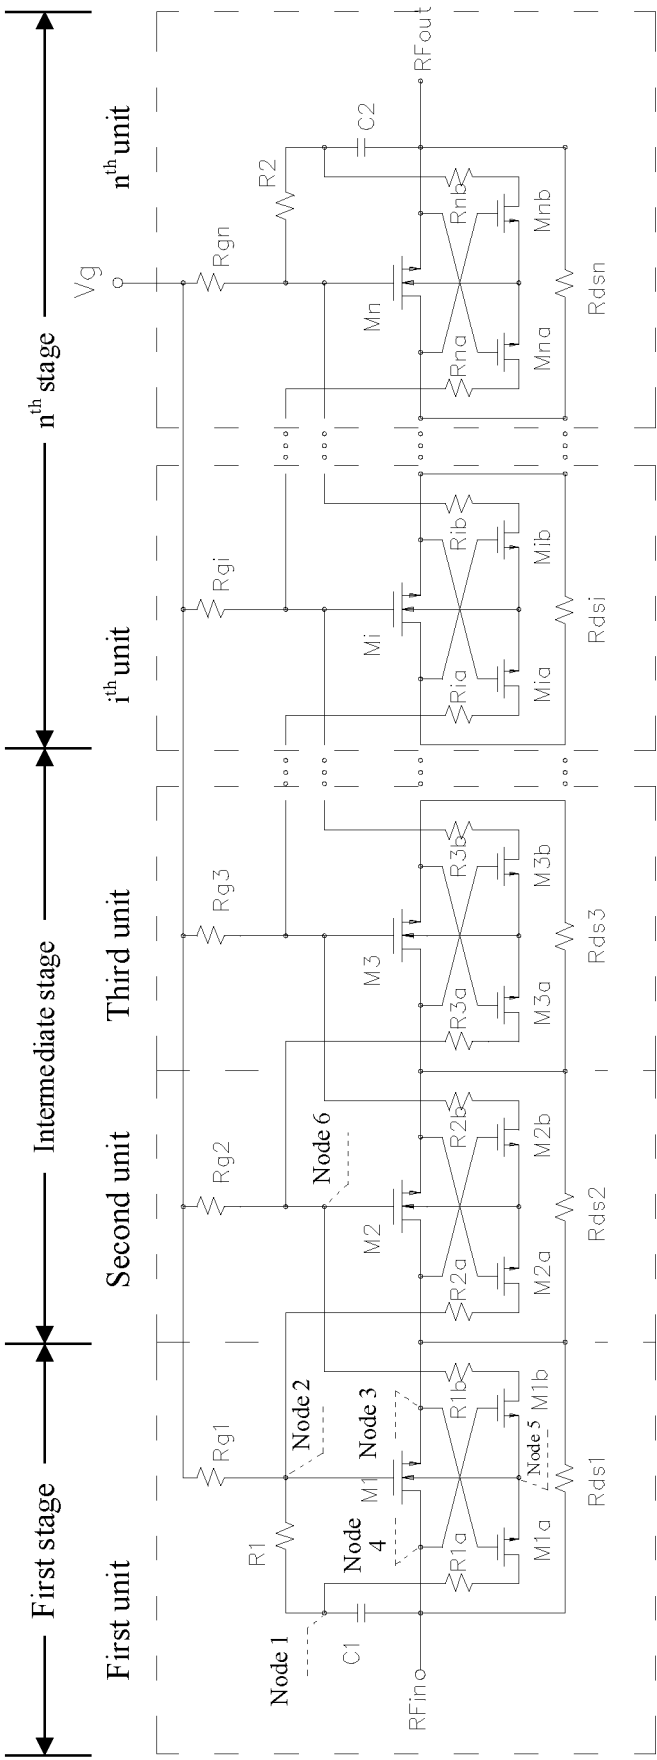 First stage
Intermediate stage
nth stage
First unit
Second unit
Third unit
ith unit
nth unit
Vg
Rg1
Rg2
Rg3
Rgi
Rgn
R1
R2
Node 1
Node 2
Node 3
Node 4
Node 5
Node 6
C1
C2
M1
M2
M3
Mi
Mn
RFin
RFout
R1a
R1b
R2a
R2b
R3a
R3b
Ria
Rib
Rna
Rnb
M1a
M1b
M2a
M2b
M3a
M3b
Mia
Mib
Mna
Mnb
Rds1
Rds2
Rds3
Rdsi
Rdsn